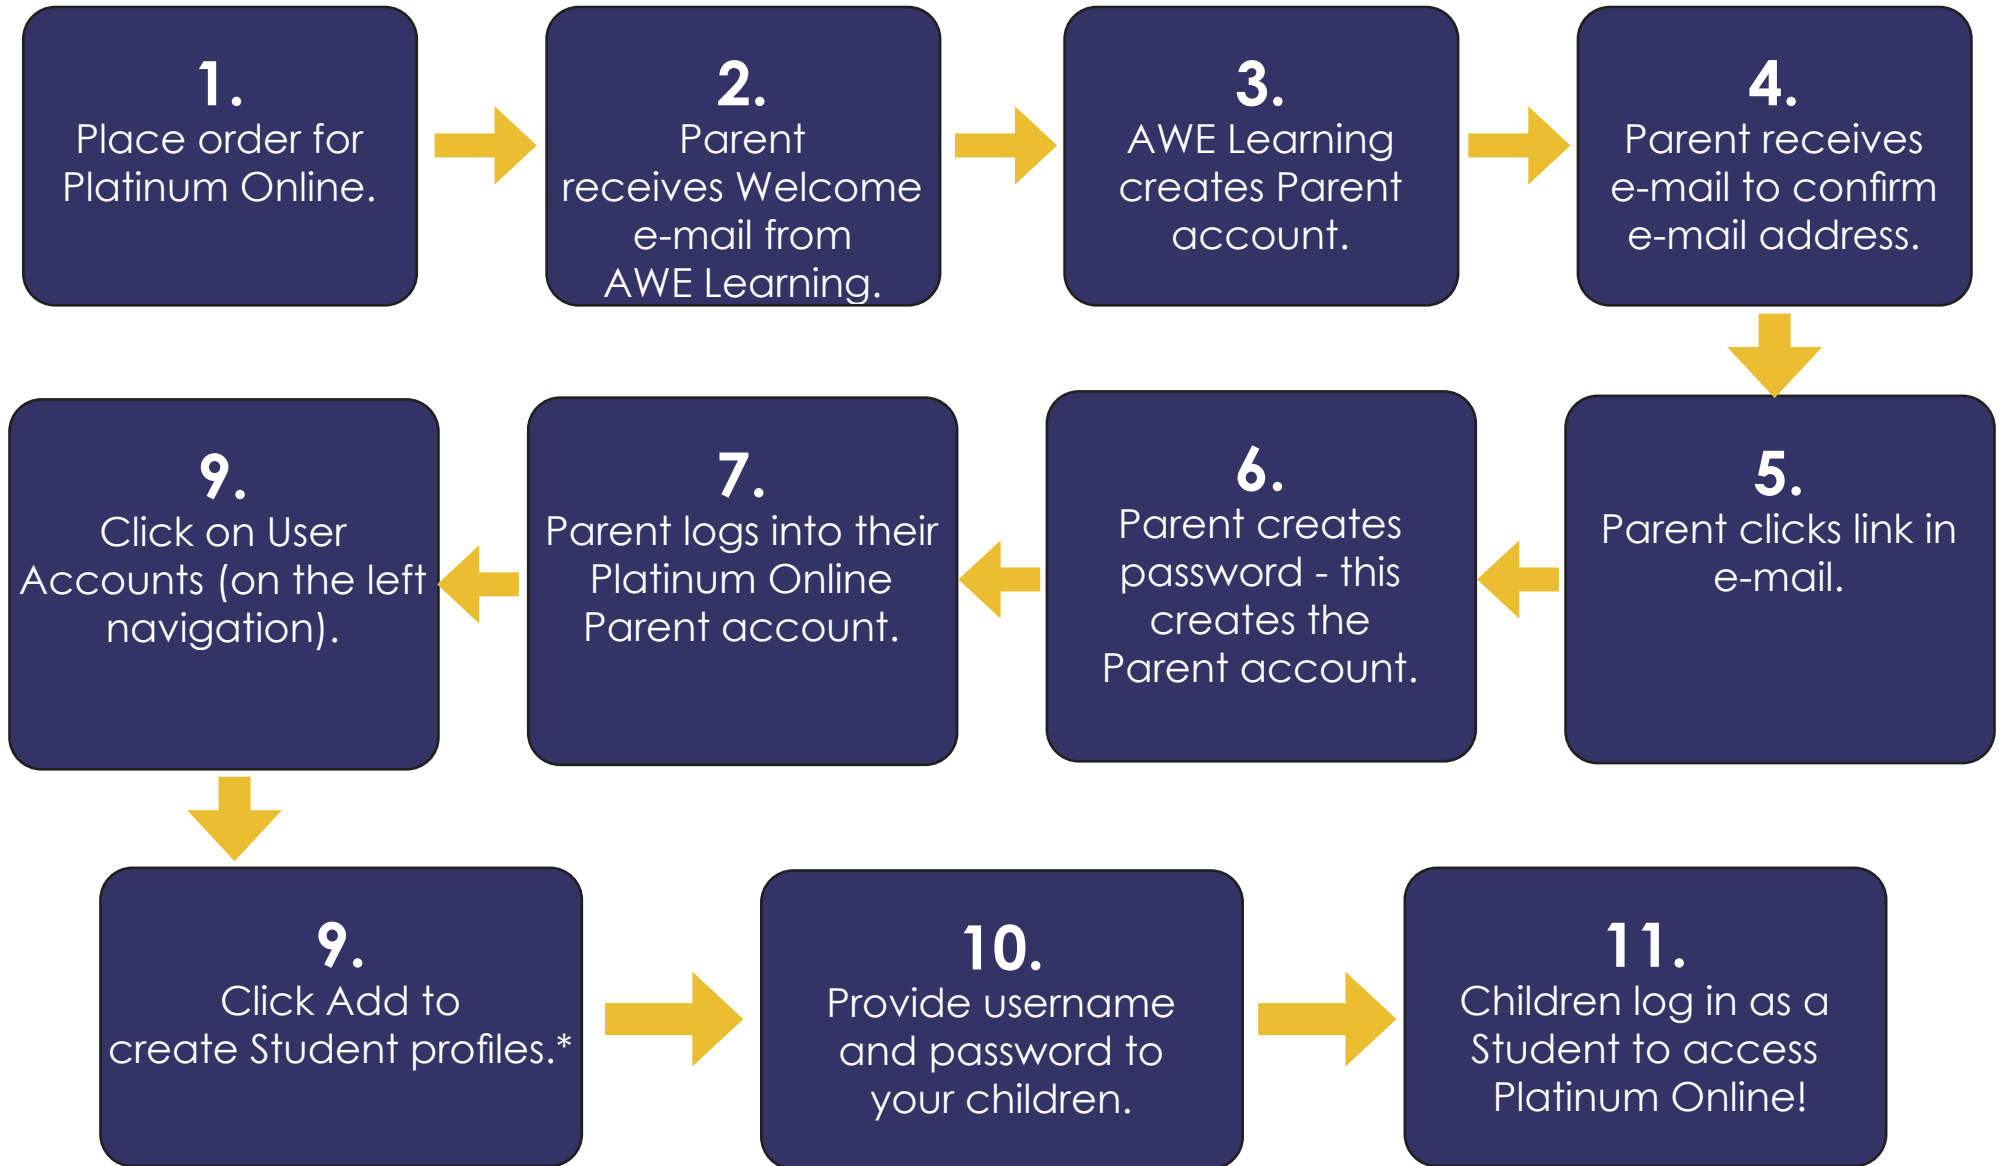 1.
Place order for
Platinum Online.
2.
Parent
receives Welcome
e-mail from
AWE Learning.
3.
AWE Learning
creates Parent
account.
4.
Parent receives
e-mail to confirm
e-mail address.
5.
Parent clicks link in
e-mail.
6.
Parent creates
password - this
creates the
Parent account.
7.
Parent logs into their
Platinum Online
Parent account.
9.
Click on User
Accounts (on the left
navigation).
9.
Click Add to
create Student profiles.*
10.
Provide username
and password to
your children.
11.
Children log in as a
Student to access
Platinum Online!